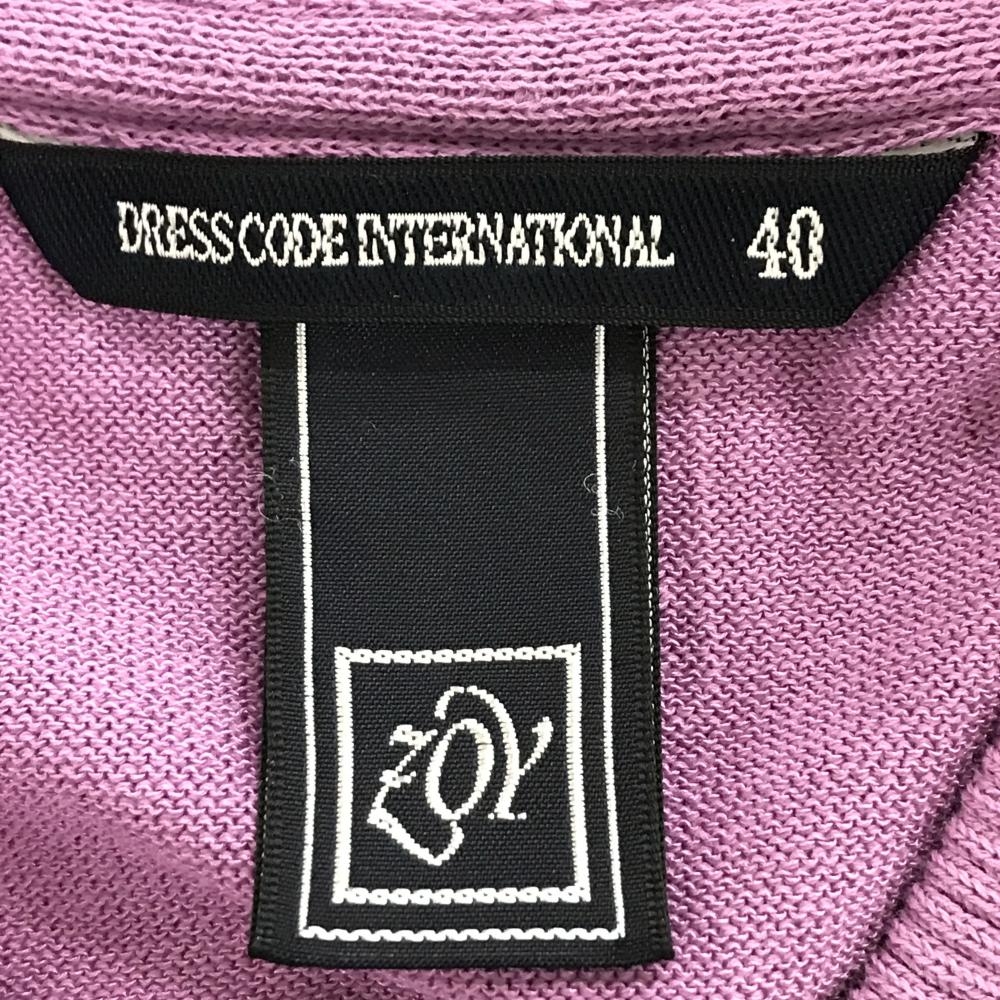 DRESS CODE INTERNATIONAL 40
ZOY